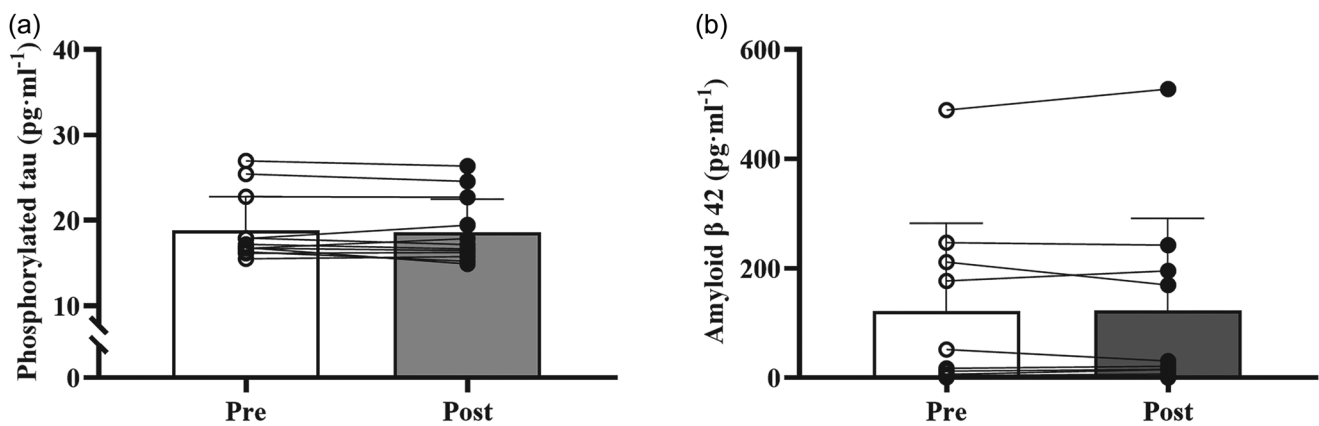 (a)
Phosphorylated tau (pg·ml-1)
40
30
20
10
0
Pre
Post
(b)
Amyloid β 42 (pg·ml-1)
600
400
200
0
Pre
Post